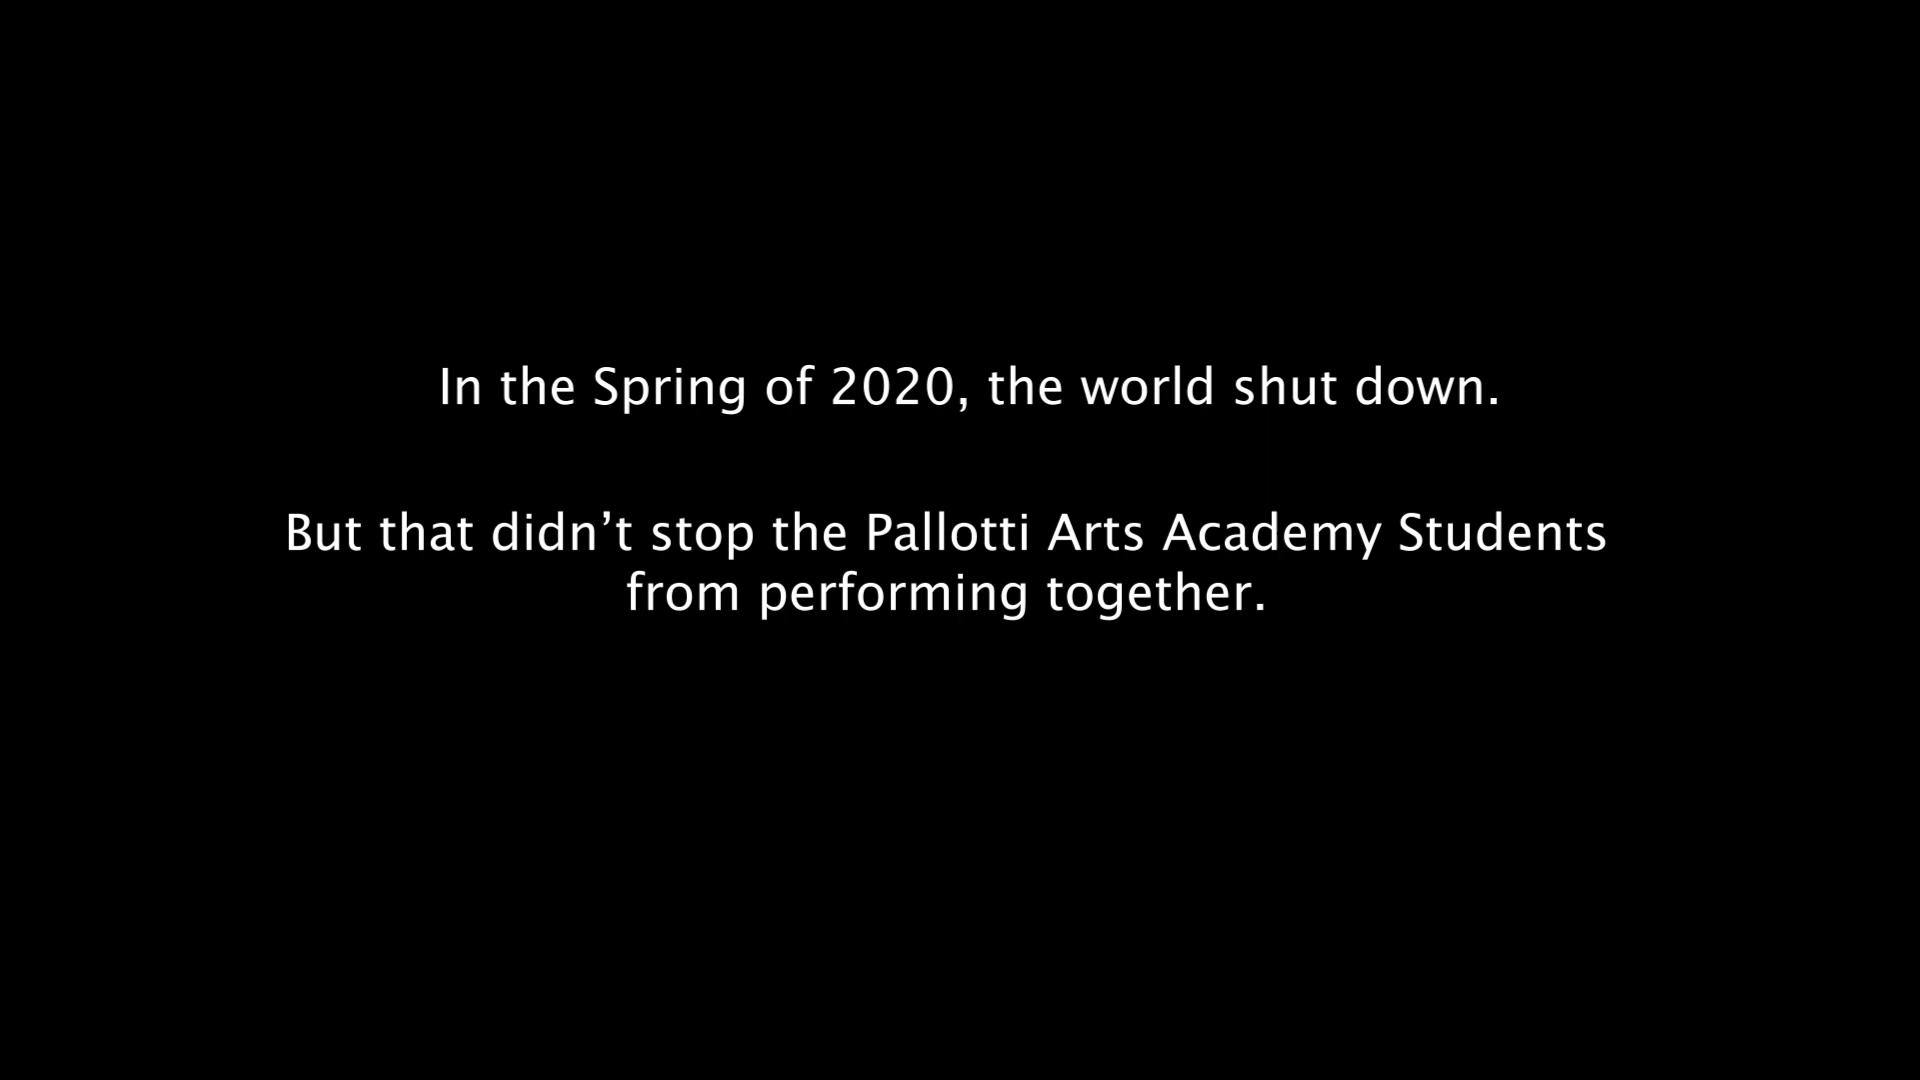 In the Spring of 2020, the world shut down.
But that didn’t stop the Pallotti Arts Academy Students
from performing together.